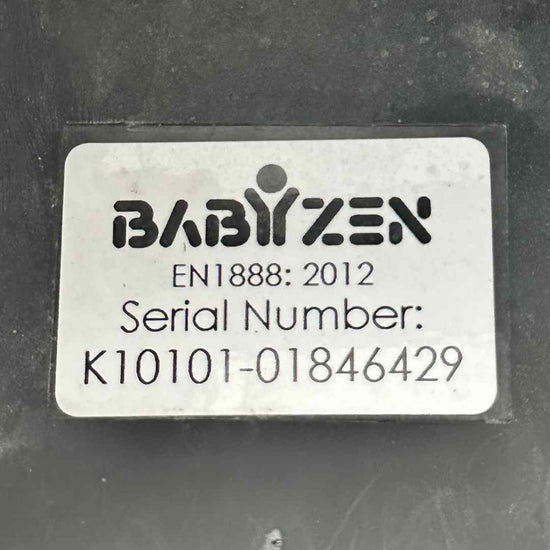 BABYZEN
EN1888: 2012
Serial Number:
K10101-01846429